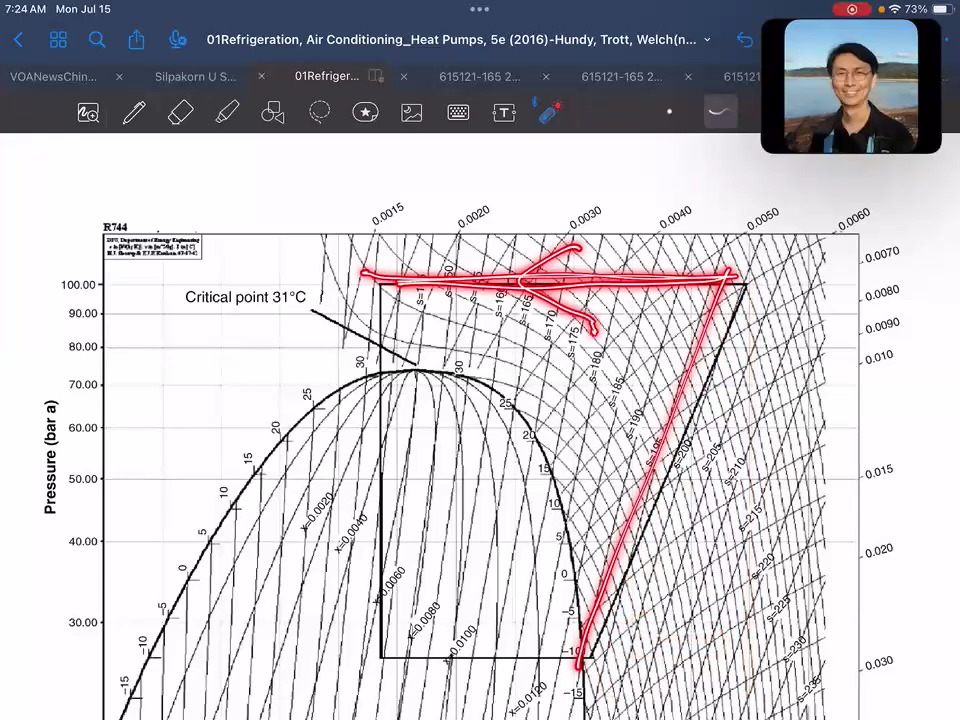 7:24 AM Mon Jul 15
73%
01Refrigeration, Air Conditioning_Heat Pumps, 5e (2016)-Hundy, Trott, Welch(n...
VOANewsChin...
Silpakorn U S...
01Refriger...
615121-165 2...
615121-165 2...
61512
T
0.0015
0.0020
0.0030
0.0040
0.0050
0.0060
R744
0.0070
100.00
Critical point 31°C
0.0080
90.00
0.0090
80.00
0.010
70.00
60.00
50.00
40.00
30.00
Pressure (bar a)
30
25
20
15
10
5
0
-5
-10
-15
30
25
20
15
10
5
0
-5
-10
-15
s=165
s=170
s=175
s=180
s=185
s=190
s=195
s=200
s=205
s=210
s=215
s=220
s=225
s=230
s=235
x=0.0020
x=0.0040
x=0.0060
x=0.0080
x=0.0100
x=0.0120
0.015
0.020
0.030